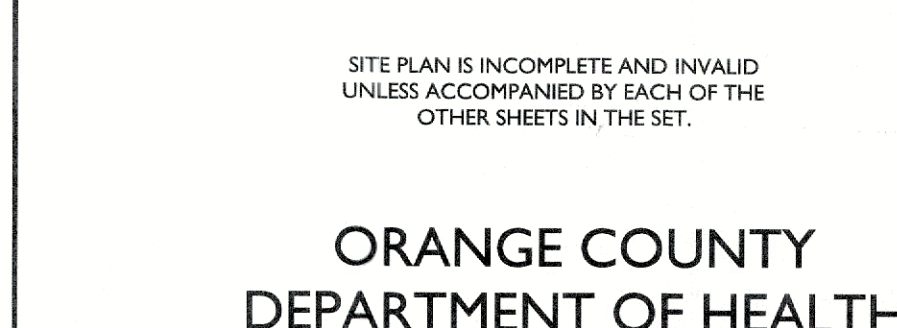 SITE PLAN IS INCOMPLETE AND INVALID
UNLESS ACCOMPANIED BY EACH OF THE
OTHER SHEETS IN THE SET.
ORANGE COUNTY
DEPARTMENT OF HEALTH